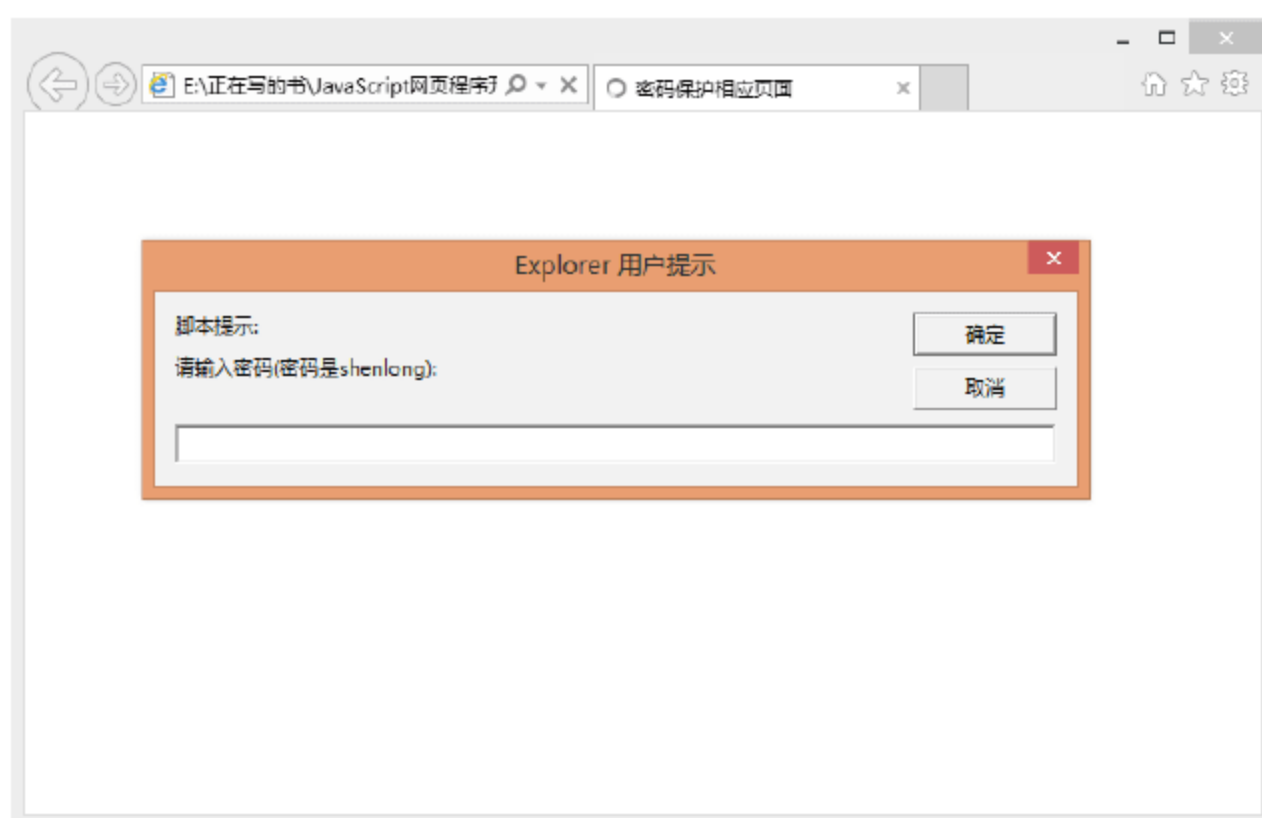 E:\正在写的书\JavaScript网页程序开
密码保护相应页面
Explorer 用户提示
脚本提示:
请输入密码(密码是shenlong):
确定
取消